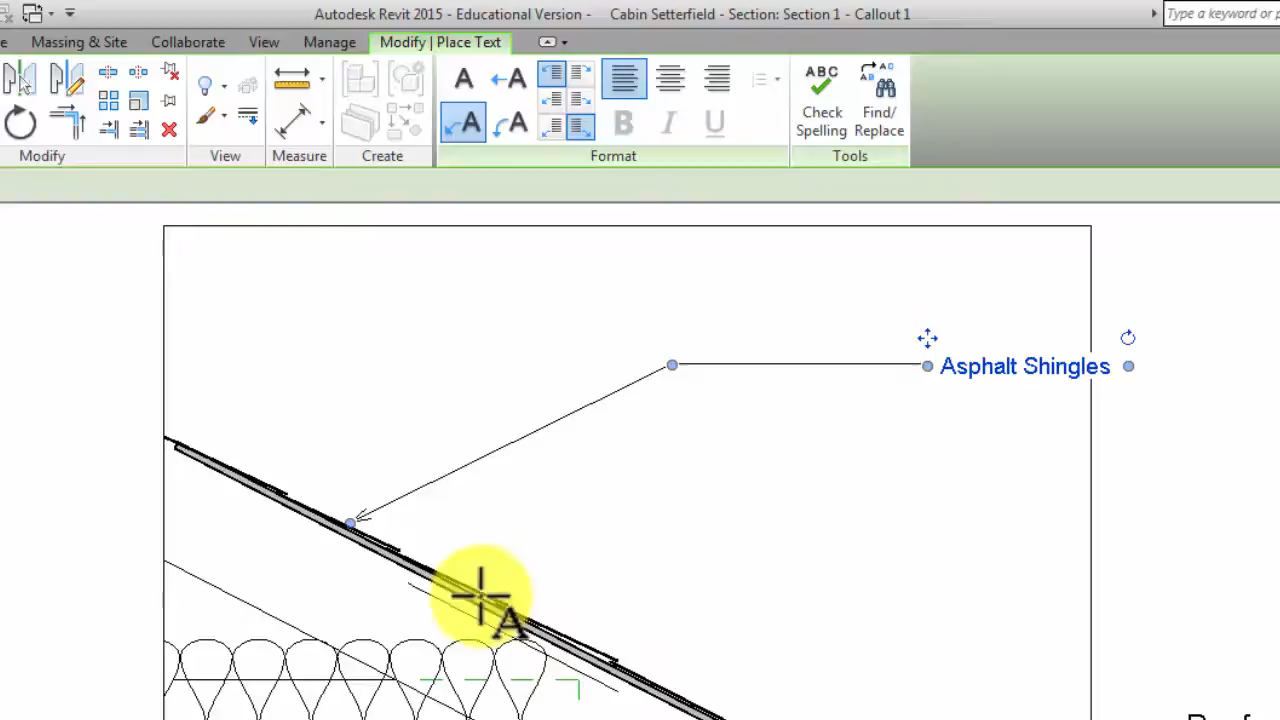 Autodesk Revit 2015 - Educational Version - Cabin Setterfield - Section: Section 1 - Callout 1
Type a keyword or
Massing & Site Collaborate View Manage Modify | Place Text
A A
A A
B I U
ABC
Check
Spelling
Find/
Replace
Modify View Measure Create Format Tools
Asphalt Shingles
A